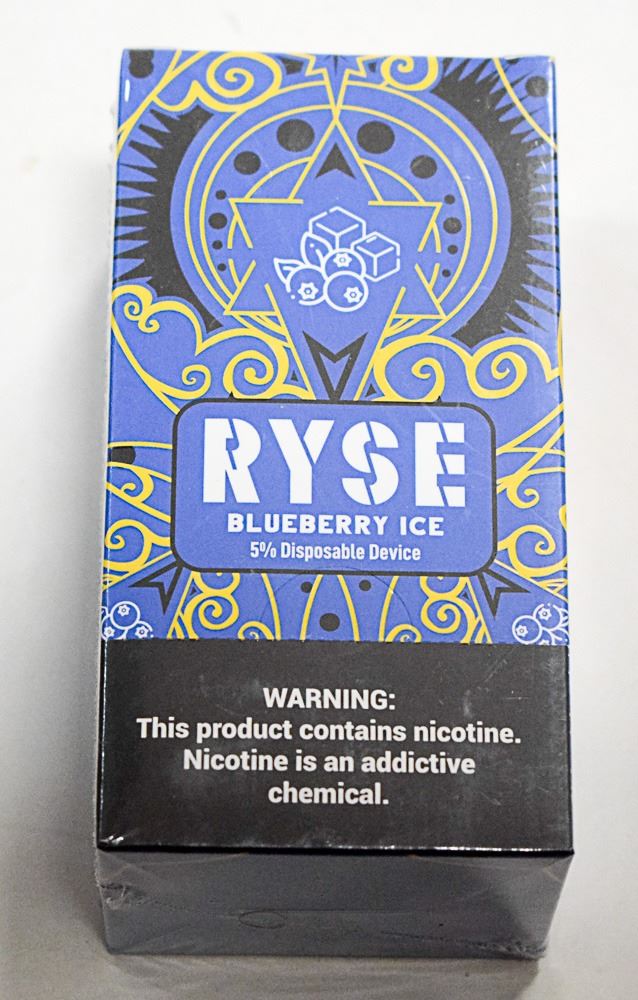 RYSE
BLUEBERRY ICE
5% Disposable Device
WARNING:
This product contains nicotine.
Nicotine is an addictive
chemical.